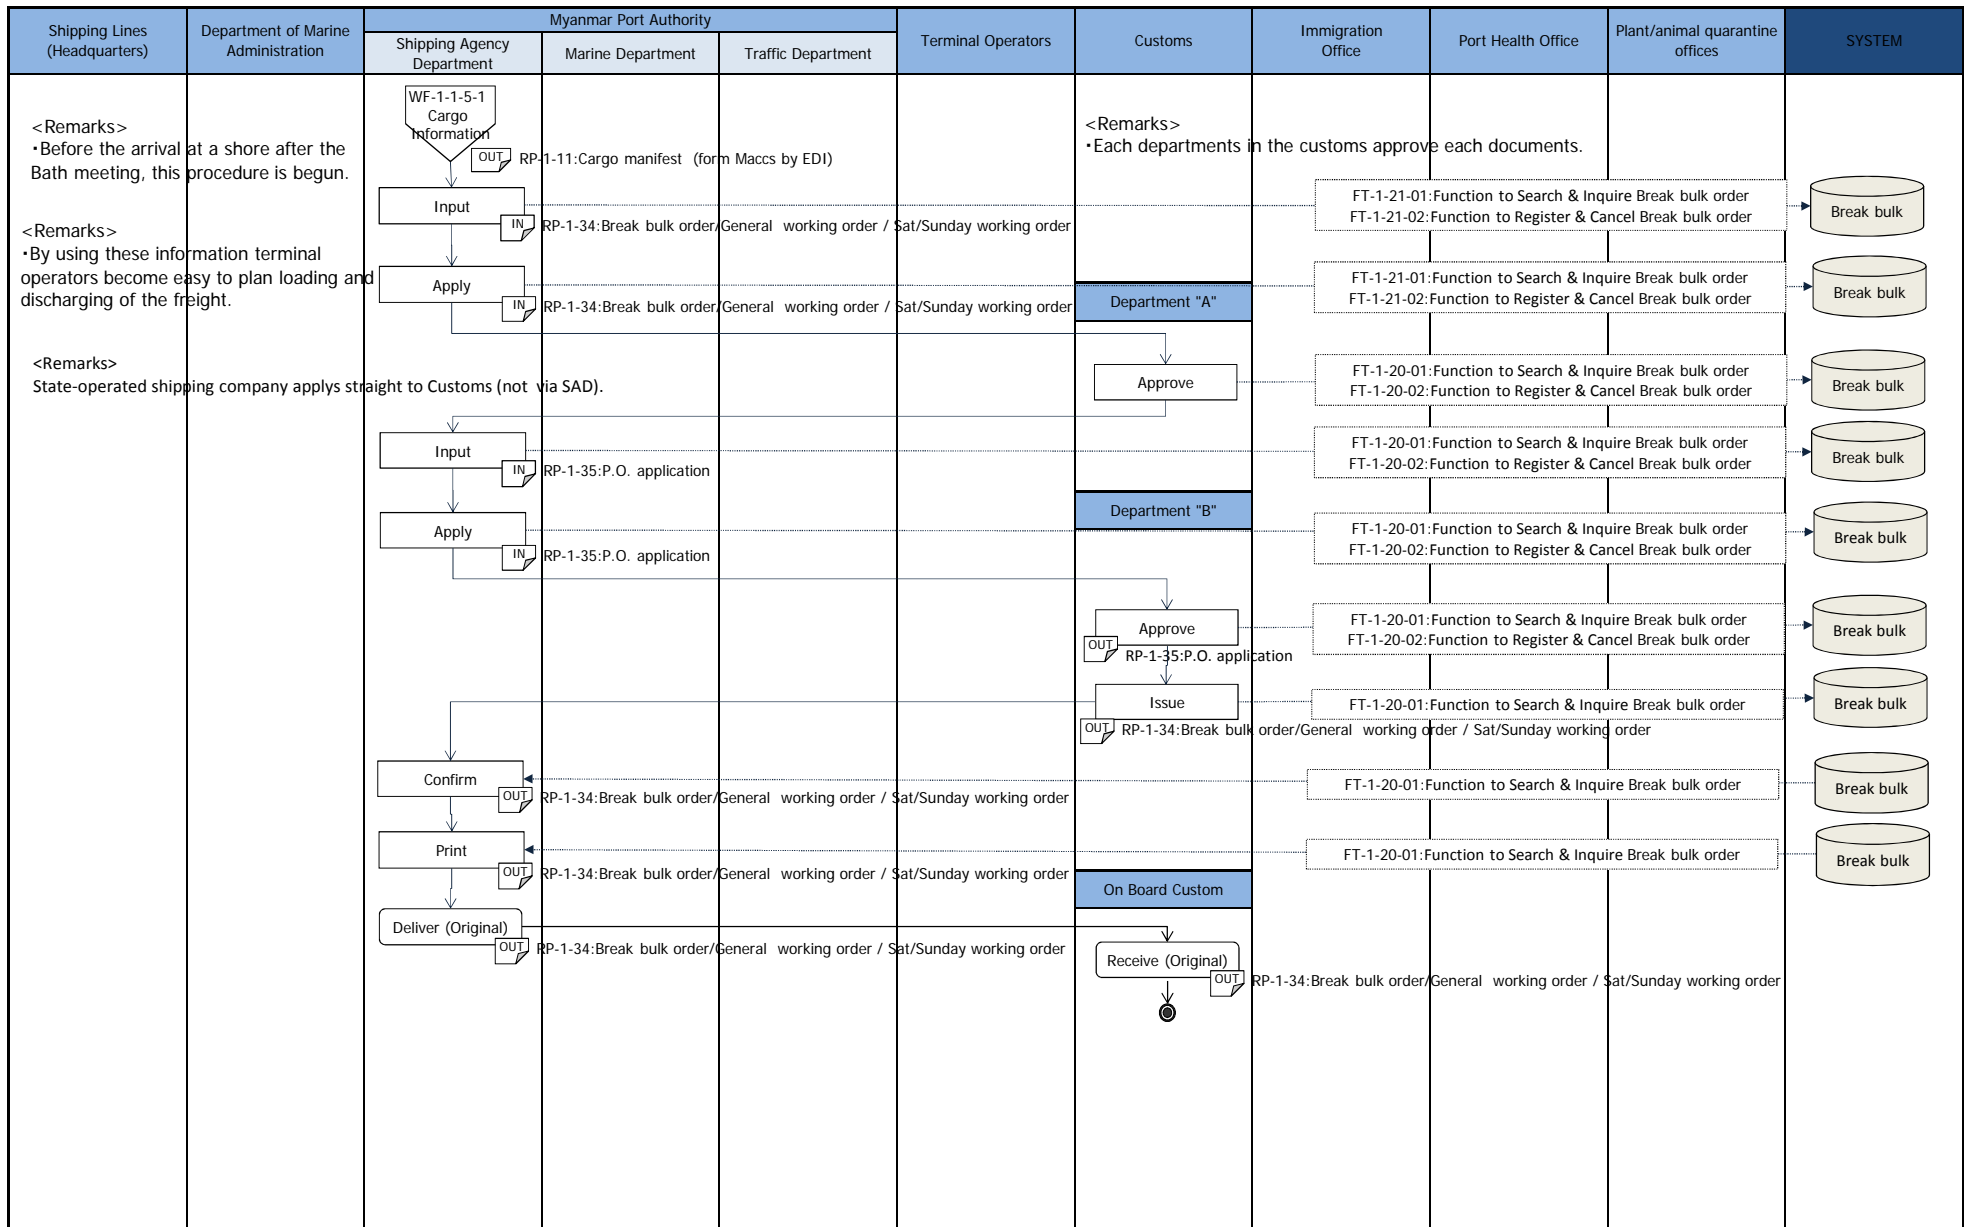 Shipping Lines
(Headquarters)
Department of Marine
Administration
Myanmar Port Authority
Shipping Agency
Department
Marine Department
Traffic Department
Terminal Operators
Customs
Immigration
Office
Port Health Office
Plant/animal quarantine
offices
SYSTEM
WF-1-1-5-1
Cargo
Information
<Remarks>
・Before the arrival at a shore after the
Bath meeting, this procedure is begun.
<Remarks>
・Each departments in the customs approve each documents.
OUT
RP-1-11:Cargo manifest (form Maccs by EDI)
Input
IN
RP-1-34:Break bulk order/General working order / Sat/Sunday working order
FT-1-21-01:Function to Search & Inquire Break bulk order
FT-1-21-02:Function to Register & Cancel Break bulk order
Break bulk
<Remarks>
・By using these information terminal
operators become easy to plan loading and
discharging of the freight.
Apply
IN
RP-1-34:Break bulk order/General working order / Sat/Sunday working order
Department "A"
FT-1-21-01:Function to Search & Inquire Break bulk order
FT-1-21-02:Function to Register & Cancel Break bulk order
Break bulk
<Remarks>
State-operated shipping company applys straight to Customs (not via SAD).
Approve
FT-1-20-01:Function to Search & Inquire Break bulk order
FT-1-20-02:Function to Register & Cancel Break bulk order
Break bulk
Input
IN
RP-1-35:P.O. application
FT-1-20-01:Function to Search & Inquire Break bulk order
FT-1-20-02:Function to Register & Cancel Break bulk order
Break bulk
Department "B"
Apply
IN
RP-1-35:P.O. application
FT-1-20-01:Function to Search & Inquire Break bulk order
FT-1-20-02:Function to Register & Cancel Break bulk order
Break bulk
Approve
OUT
RP-1-35:P.O. application
FT-1-20-01:Function to Search & Inquire Break bulk order
FT-1-20-02:Function to Register & Cancel Break bulk order
Break bulk
Issue
OUT
RP-1-34:Break bulk order/General working order / Sat/Sunday working order
FT-1-20-01:Function to Search & Inquire Break bulk order
Break bulk
Confirm
OUT
RP-1-34:Break bulk order/General working order / Sat/Sunday working order
FT-1-20-01:Function to Search & Inquire Break bulk order
Break bulk
Print
OUT
RP-1-34:Break bulk order/General working order / Sat/Sunday working order
FT-1-20-01:Function to Search & Inquire Break bulk order
Break bulk
On Board Custom
Deliver (Original)
OUT
RP-1-34:Break bulk order/General working order / Sat/Sunday working order
Receive (Original)
OUT
RP-1-34:Break bulk order/General working order / Sat/Sunday working order